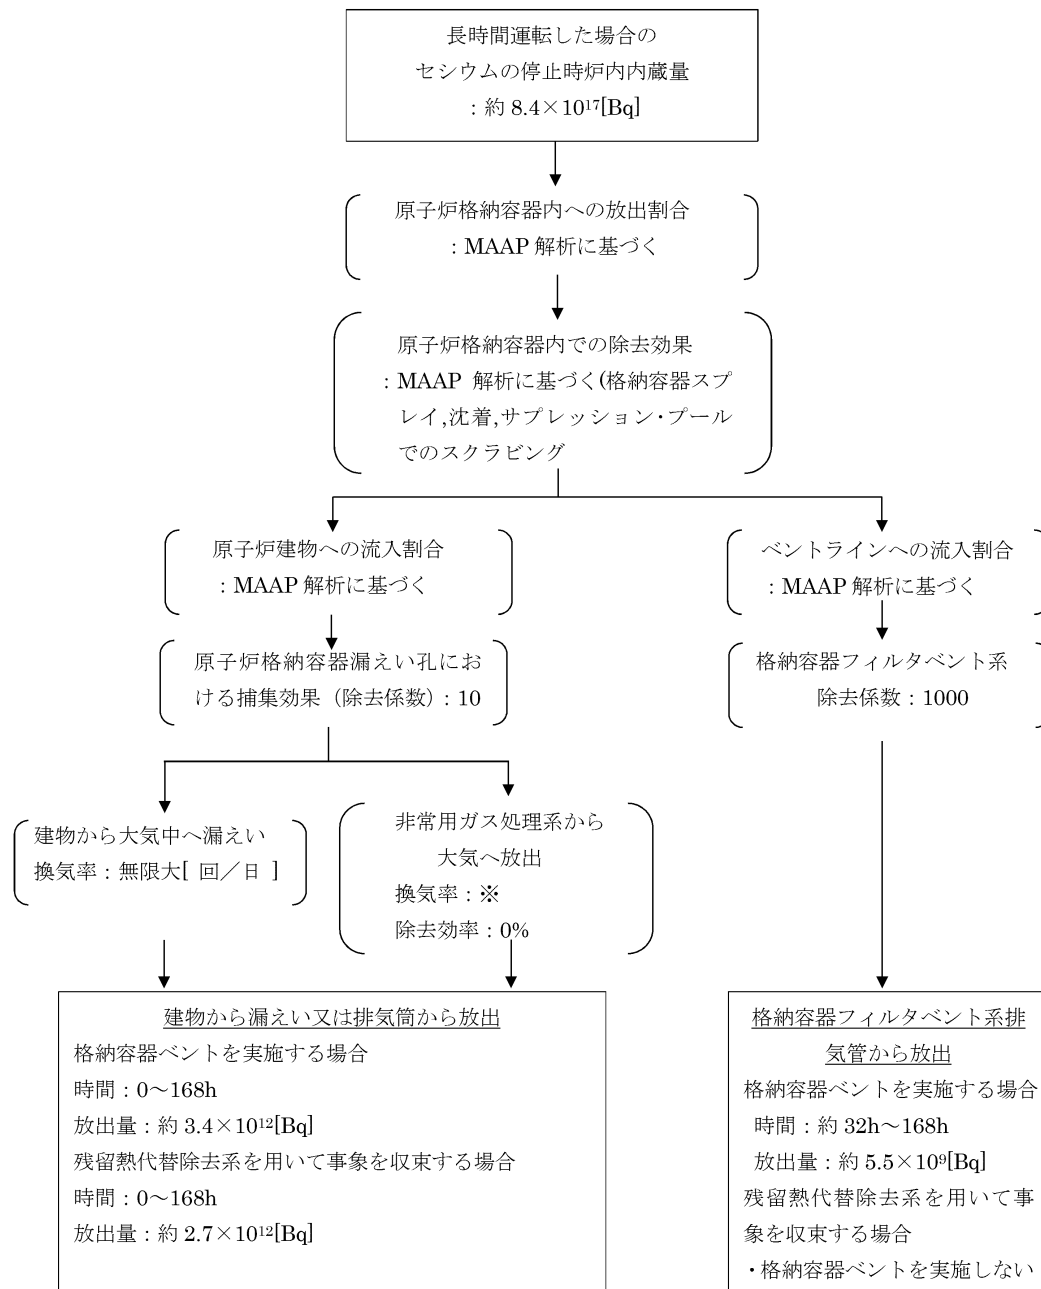 長時間運転した場合の
セシウムの停止時炉内内蔵量
：約 8.4×10¹⁷[Bq]
原子炉格納容器内への放出割合
：MAAP 解析に基づく
原子炉格納容器内での除去効果
：MAAP 解析に基づく(格納容器スプ
レイ,沈着,サプレッション・プール
でのスクラビング
原子炉建物への流入割合
：MAAP 解析に基づく
ベントラインへの流入割合
：MAAP 解析に基づく
原子炉格納容器漏えい孔にお
ける捕集効果（除去係数）：10
格納容器フィルタベント系
除去係数：1000
建物から大気中へ漏えい
換気率：無限大[ 回／日 ]
非常用ガス処理系から
大気へ放出
換気率：※
除去効率：0%
建物から漏えい又は排気筒から放出
格納容器ベントを実施する場合
時間：0～168h
放出量：約 3.4×10¹²[Bq]
残留熱代替除去系を用いて事象を収束する場合
時間：0～168h
放出量：約 2.7×10¹²[Bq]
格納容器フィルタベント系排
気管から放出
格納容器ベントを実施する場合
時間：約 32h～168h
放出量：約 5.5×10⁹[Bq]
残留熱代替除去系を用いて事
象を収束する場合
・格納容器ベントを実施しない